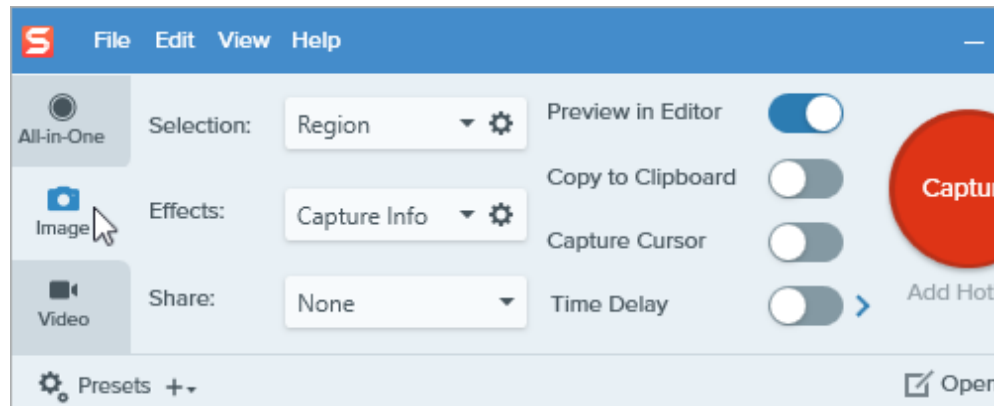 File Edit View Help
All-in-One
Image
Video
Selection: Region
Effects: Capture Info
Share: None
Preview in Editor
Copy to Clipboard
Capture Cursor
Time Delay
Captur
Add Hot
Presets
Open